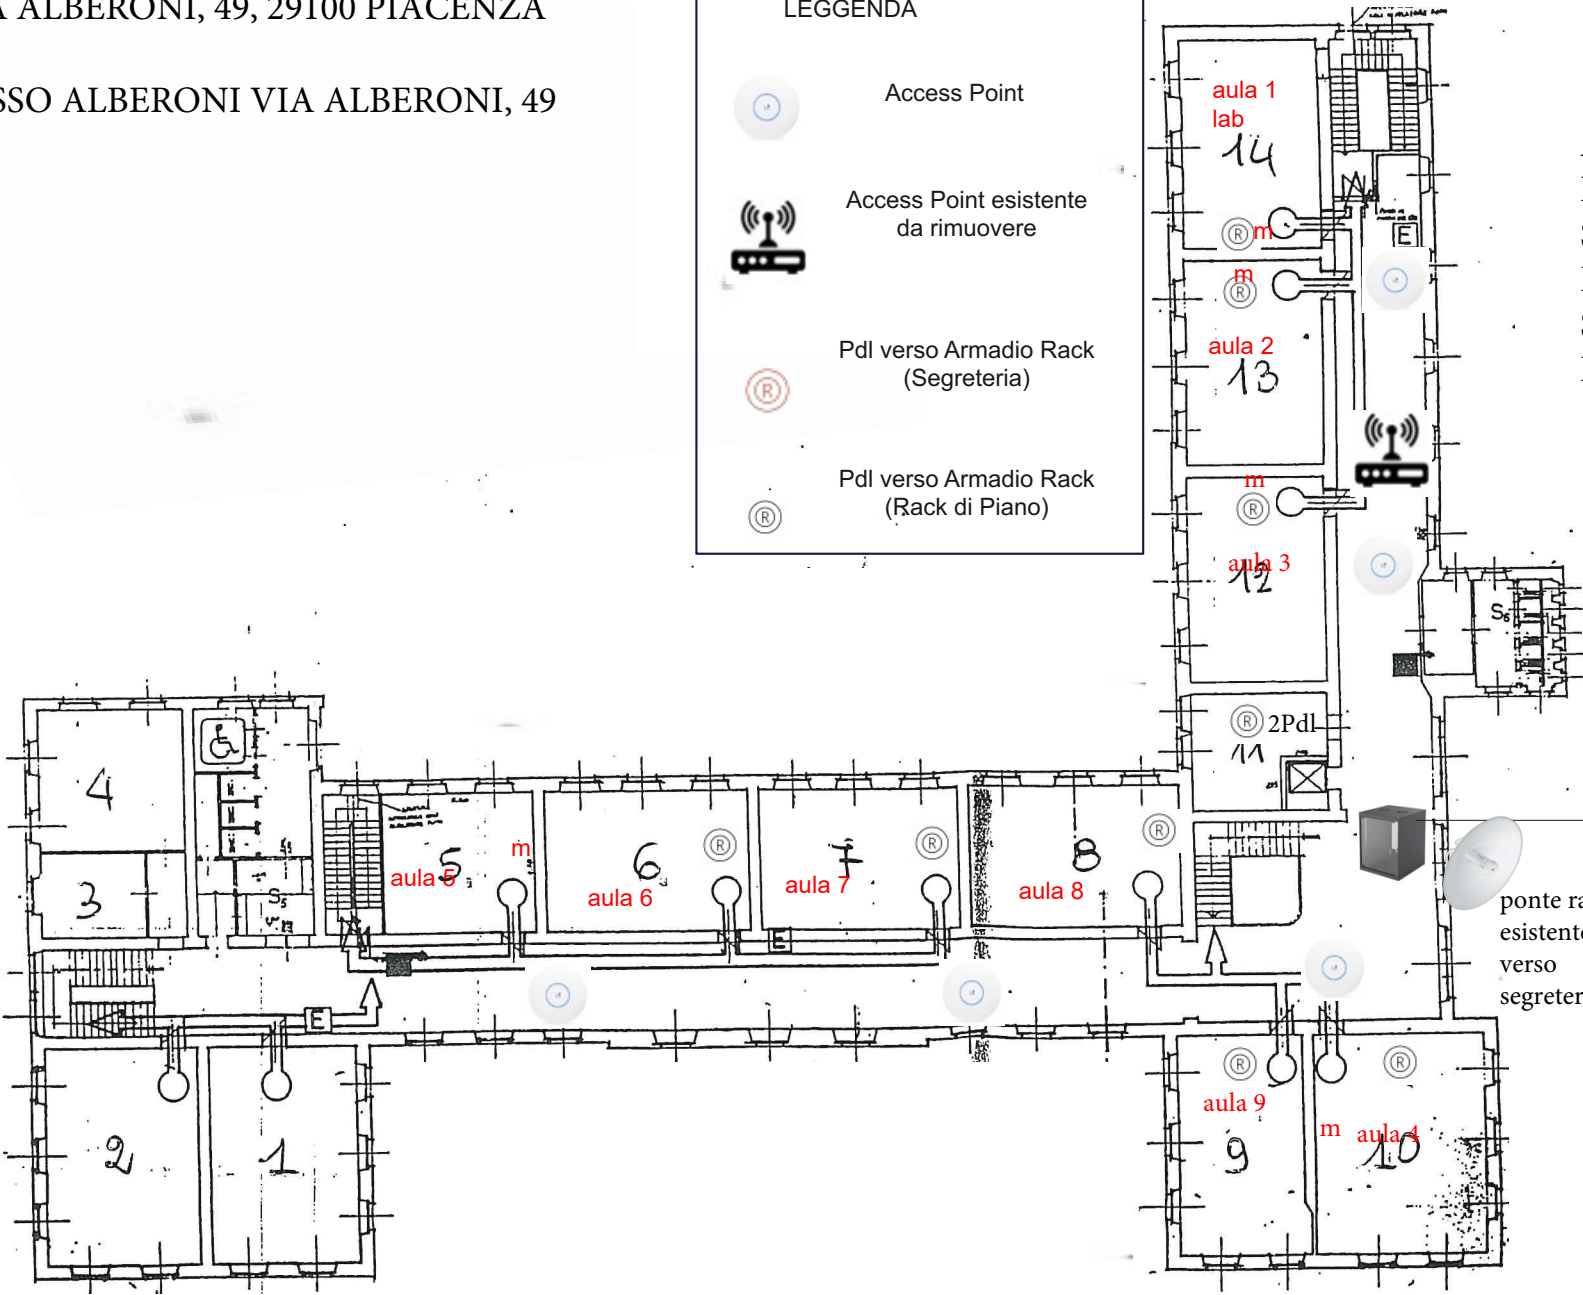 ALBERONI, 49, 29100 PIACENZA
SSO ALBERONI VIA ALBERONI, 49
LEGGENDA
Access Point
Access Point esistente
da rimuovere
Pdl verso Armadio Rack
(Segreteria)
Pdl verso Armadio Rack
(Rack di Piano)
aula 1
lab
14
R m
E
m
R
aula 2
13
m
R
aula 3
12
S6
R 2Pdl
11
4
3
S5
m
5
aula 5
R
6
aula 6
R
7
aula 7
R
8
aula 8
E
E
ponte ra
esistente
verso
segreter
2
1
R
aula 9
9
R
m aula 4
10